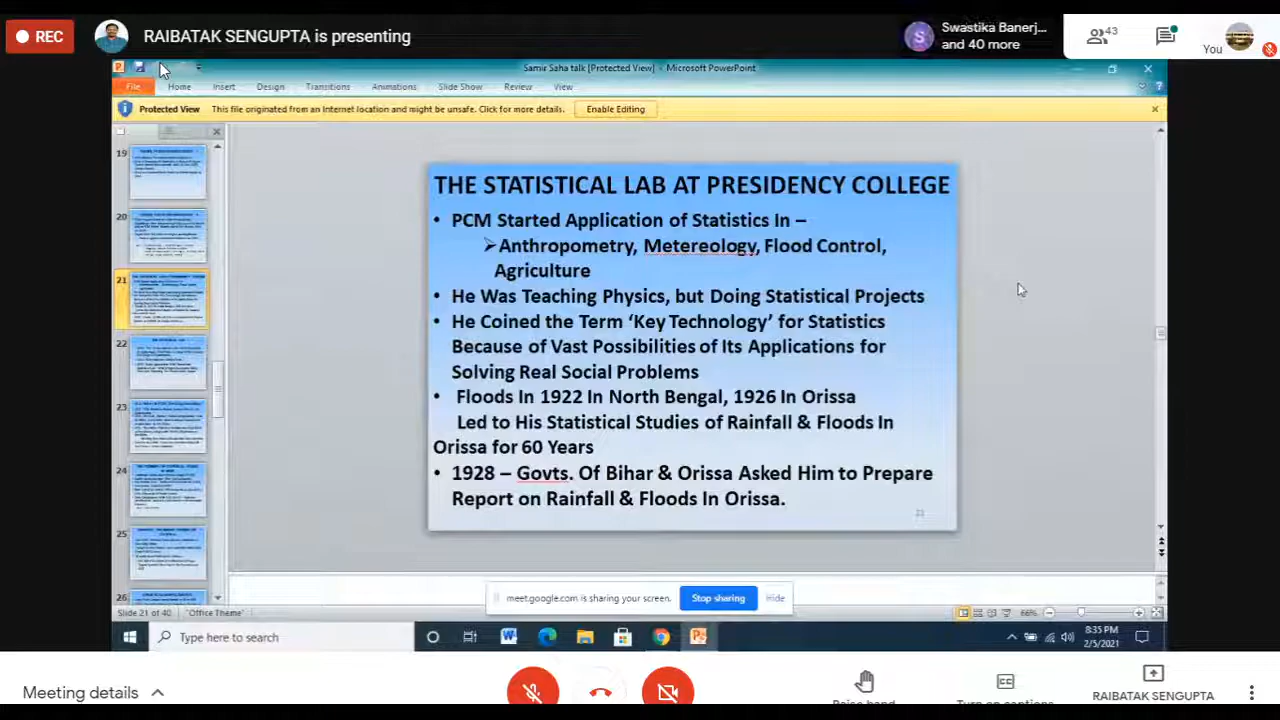 REC
RAIBATAK SENGUPTA is presenting
Swastika Banerj...
and 40 more
43
You
Samir Saha talk [Protected View] - Microsoft PowerPoint
File Home Insert Design Transitions Animations Slide Show Review View
Protected View This file originated from an Internet location and might be unsafe. Click for more details. Enable Editing
19
20
21
22
23
24
25
26
THE STATISTICAL LAB AT PRESIDENCY COLLEGE
• PCM Started Application of Statistics In –
➢Anthropometry, Metereology, Flood Control,
Agriculture
• He Was Teaching Physics, but Doing Statistical Projects
• He Coined the Term ‘Key Technology’ for Statistics
Because of Vast Possibilities of Its Applications for
Solving Real Social Problems
• Floods In 1922 In North Bengal, 1926 In Orissa
Led to His Statistical Studies of Rainfall & Floods In
Orissa for 60 Years
• 1928 – Govts of Bihar & Orissa Asked Him to Prepare
Report on Rainfall & Floods In Orissa.
21
meet.google.com is sharing your screen. Stop sharing Hide
Slide 21 of 40 "Office Theme" 66%
Type here to search
8:35 PM
2/5/2021
Meeting details
Raise hand
Turn on captions
RAIBATAK SENGUPTA